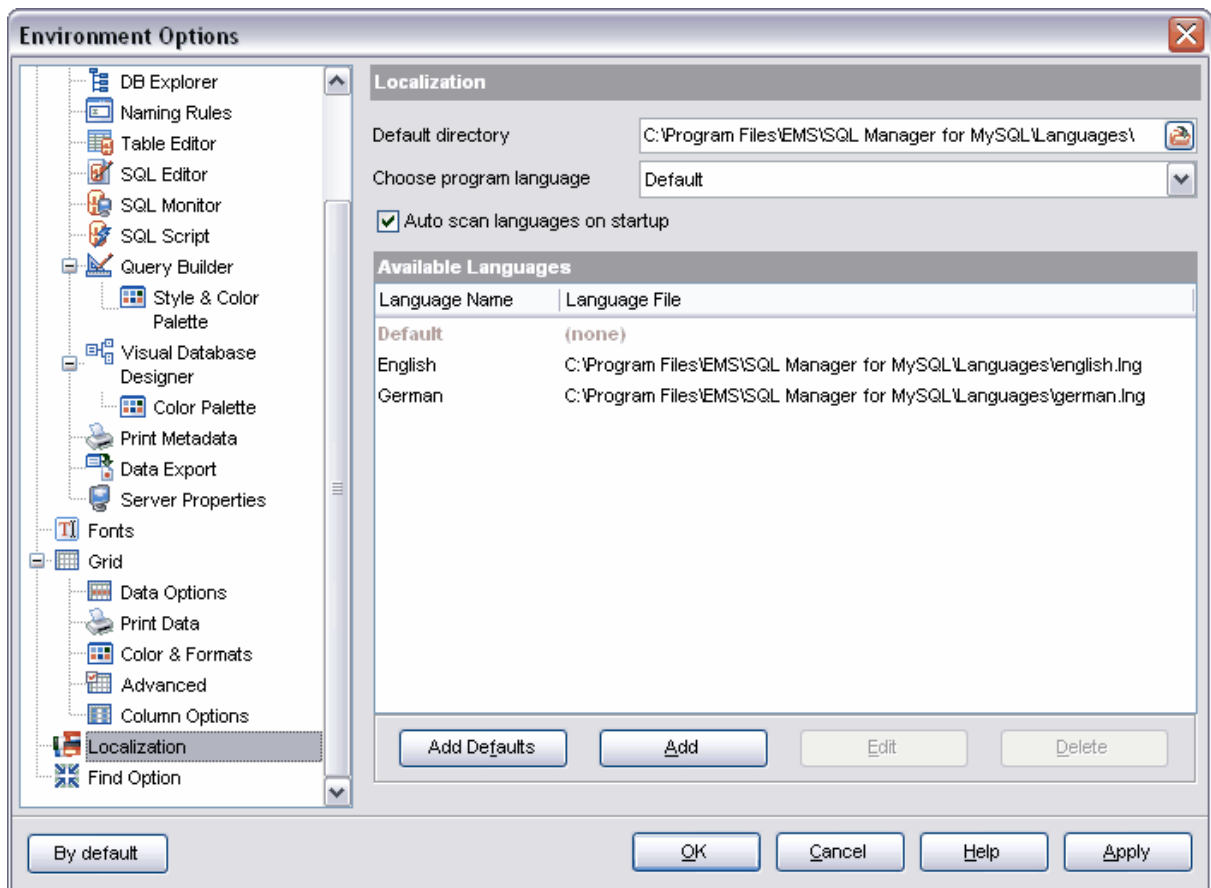 Environment Options
DB Explorer
Naming Rules
Table Editor
SQL Editor
SQL Monitor
SQL Script
Query Builder
Style & Color
Palette
Visual Database
Designer
Color Palette
Print Metadata
Data Export
Server Properties
Fonts
Grid
Data Options
Print Data
Color & Formats
Advanced
Column Options
Localization
Find Option
Localization
Default directory C:\Program Files\EMS\SQL Manager for MySQL\Languages\
Choose program language Default
Auto scan languages on startup
Available Languages
Language Name Language File
Default (none)
English C:\Program Files\EMS\SQL Manager for MySQL\Languages\english.lng
German C:\Program Files\EMS\SQL Manager for MySQL\Languages\german.lng
Add Defaults Add Edit Delete
By default OK Cancel Help Apply